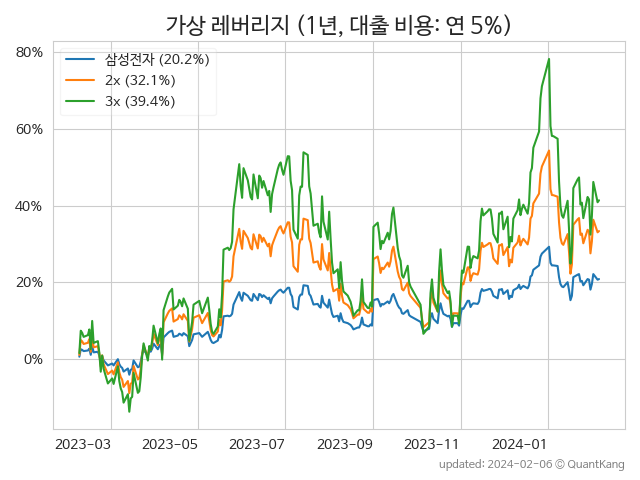 가상 레버리지 (1년, 대출 비용: 연 5%)
80%
60%
40%
20%
0%
삼성전자 (20.2%)
2x (32.1%)
3x (39.4%)
2023-03 2023-05 2023-07 2023-09 2023-11 2024-01
updated: 2024-02-06 © QuantKang